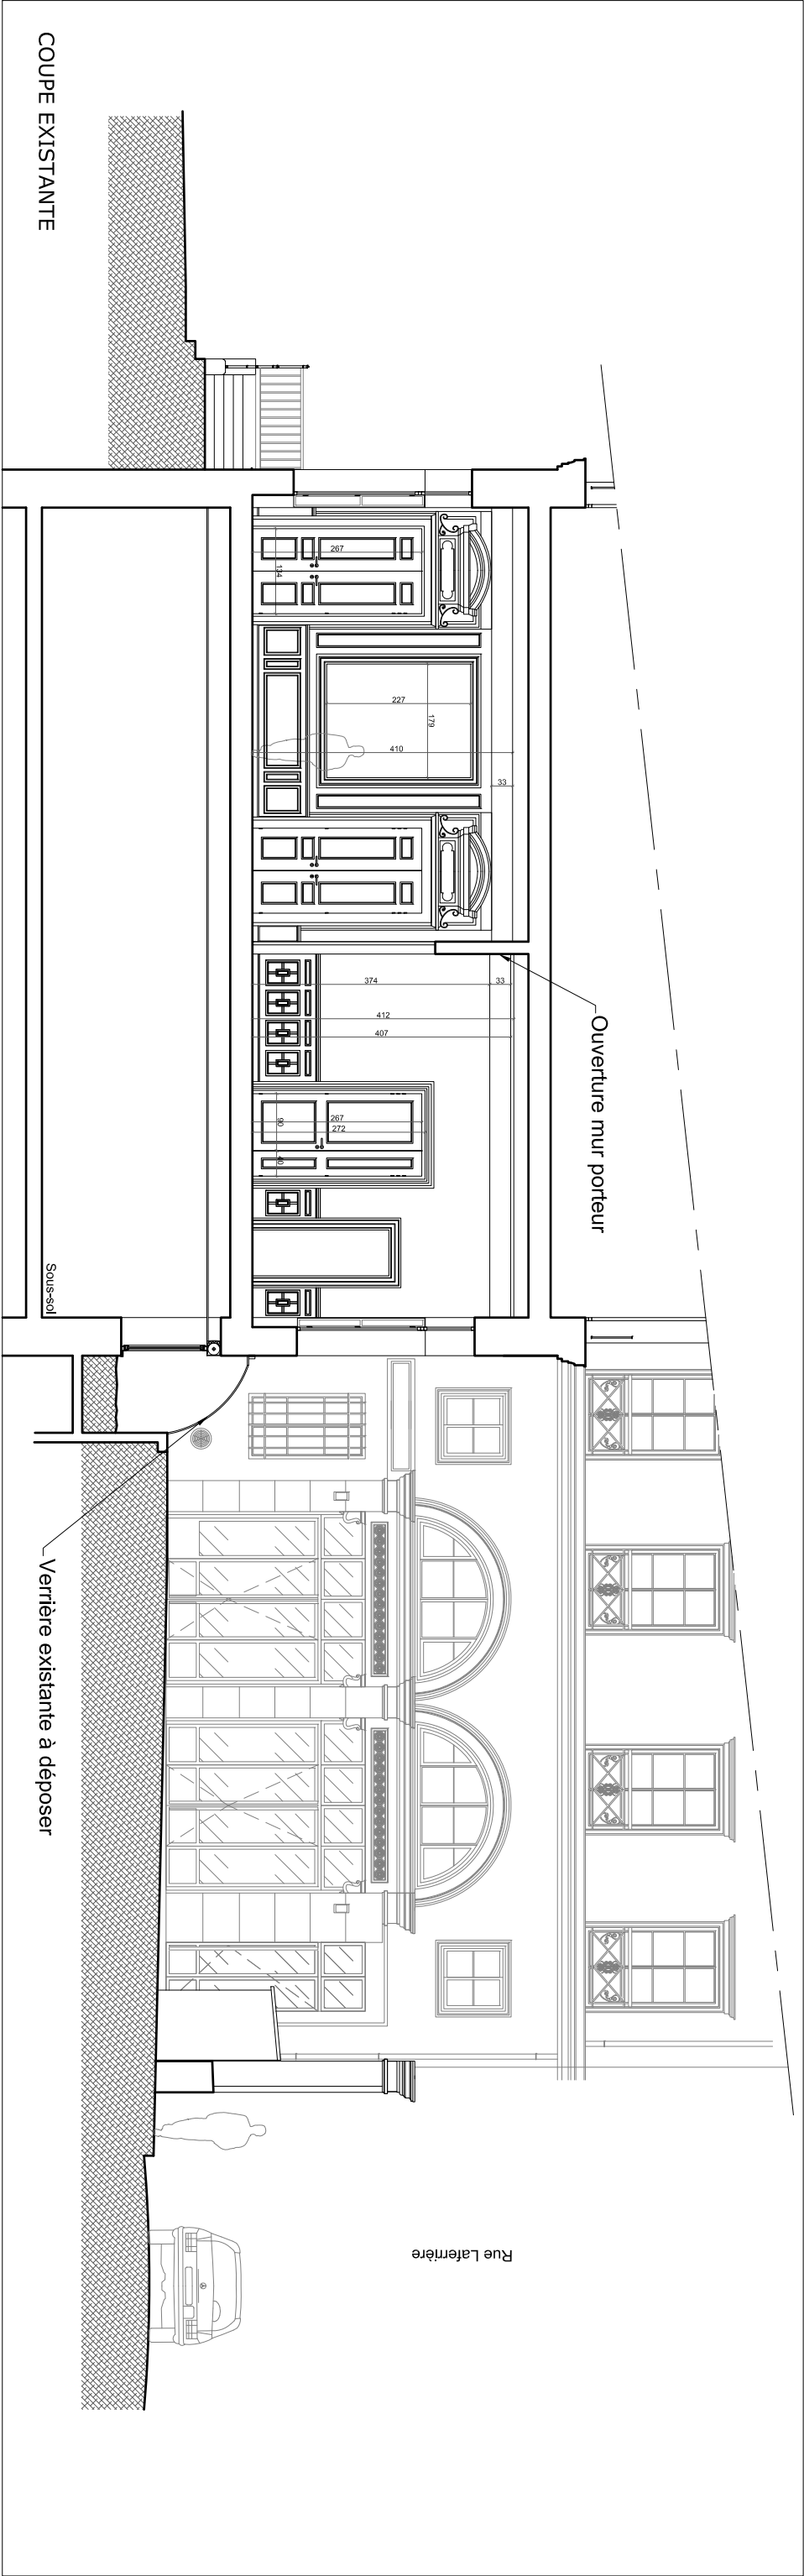 COUPE EXISTANTE
267
134
227
179
410
33
374
33
412
407
267
272
90
40
Ouverture mur porteur
Sous-sol
Verrière existante à déposer
Rue Laferrière